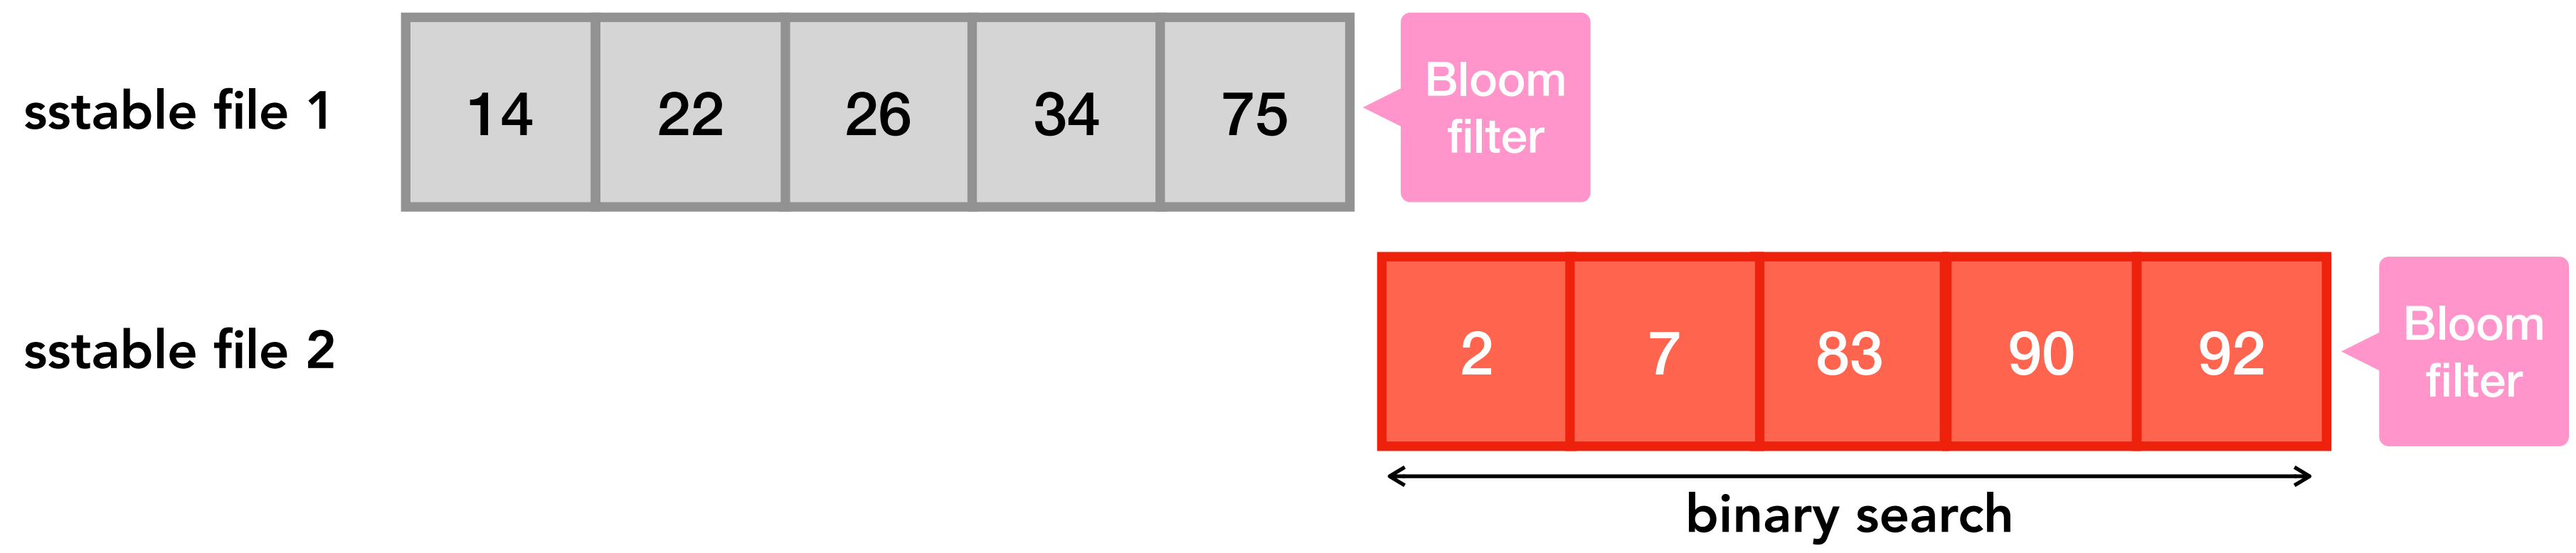 sstable file 1
14 22 26 34 75
Bloom
filter
sstable file 2
2 7 83 90 92
Bloom
filter
binary search